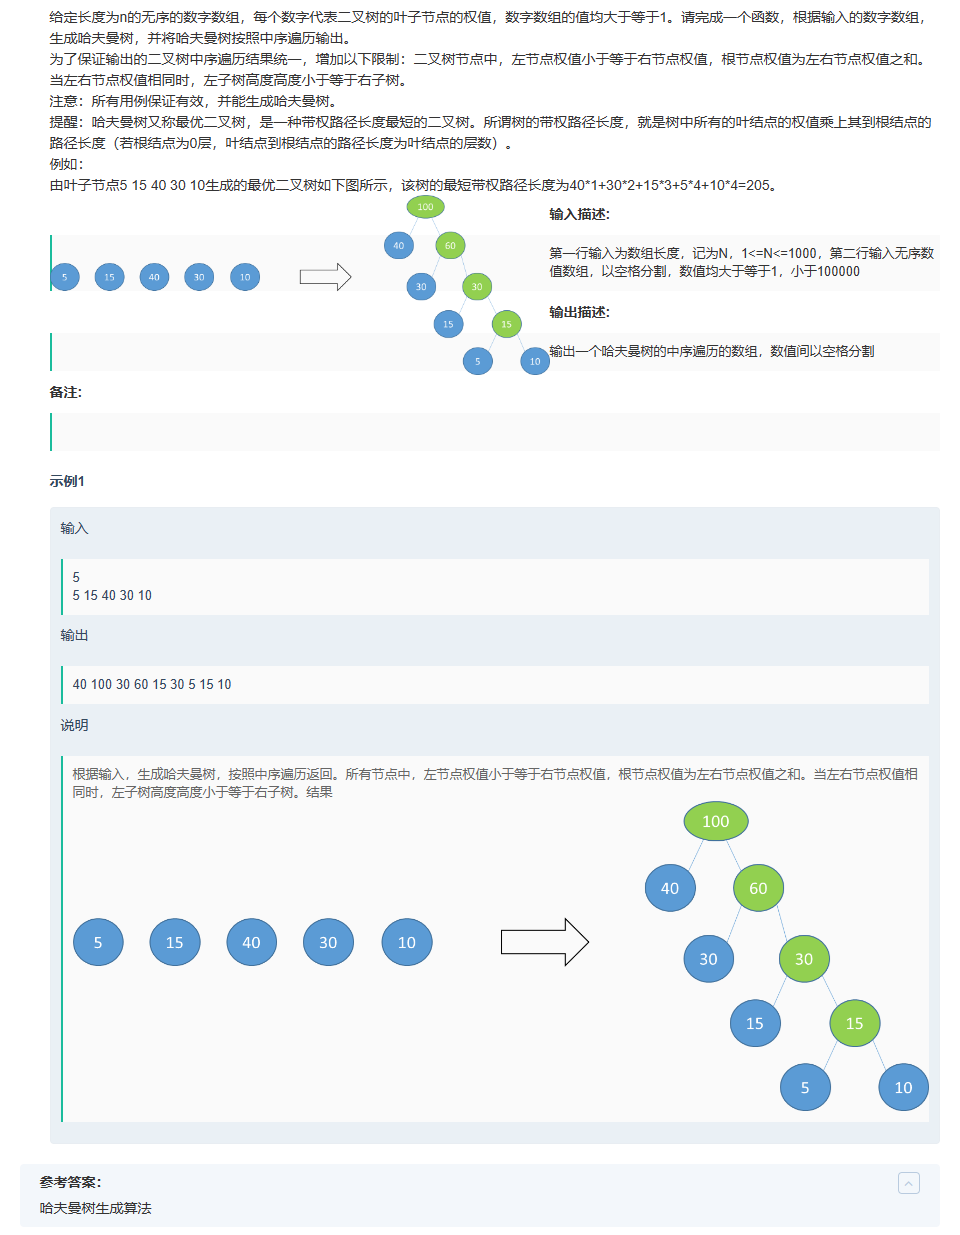 给定长度为n的无序的数字数组，每个数字代表二叉树的叶子节点的权值，数字数组的值均大于等于1。请完成一个函数，根据输入的数字数组，
生成哈夫曼树，并将哈夫曼树按照中序遍历输出。
为了保证输出的二叉树中序遍历结果统一，增加以下限制：二叉树节点中，左节点权值小于等于右节点权值，根节点权值为左右节点权值之和。
当左右节点权值相同时，左子树高度高度小于等于右子树。
注意：所有用例保证有效，并能生成哈夫曼树。
提醒：哈夫曼树又称最优二叉树，是一种带权路径长度最短的二叉树。所谓树的带权路径长度，就是树中所有的叶结点的权值乘上其到根结点的
路径长度（若根结点为0层，叶结点到根结点的路径长度为叶结点的层数）。
例如：
由叶子节点5 15 40 30 10生成的最优二叉树如下图所示，该树的最短带权路径长度为40*1+30*2+15*3+5*4+10*4=205。
5 15 40 30 10
100
40 60
30 30
15 15
5 10
输入描述:
第一行输入为数组长度，记为N，1<=N<=1000，第二行输入无序数
值数组，以空格分割，数值均大于等于1，小于100000
输出描述:
输出一个哈夫曼树的中序遍历的数组，数值间以空格分割
备注:
示例1
输入
5
5 15 40 30 10
输出
40 100 30 60 15 30 5 15 10
说明
根据输入，生成哈夫曼树，按照中序遍历返回。所有节点中，左节点权值小于等于右节点权值，根节点权值为左右节点权值之和。当左右节点权值相
同时，左子树高度高度小于等于右子树。结果
5 15 40 30 10
100
40 60
30 30
15 15
5 10
参考答案:
哈夫曼树生成算法